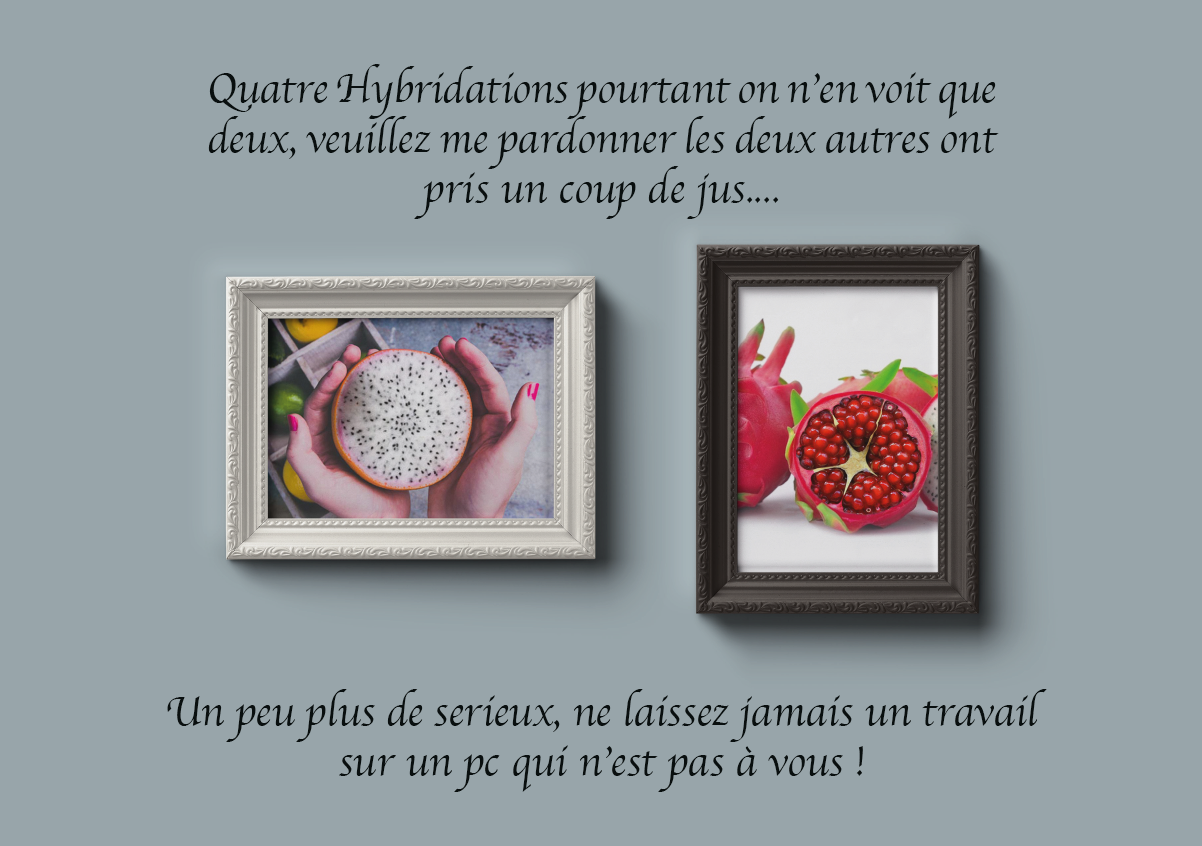 Quatre Hybridations pourtant on n'en voit que
deux, veuillez me pardonner les deux autres ont
pris un coup de jus....
Un peu plus de serieux, ne laissez jamais un travail
sur un pc qui n'est pas à vous !